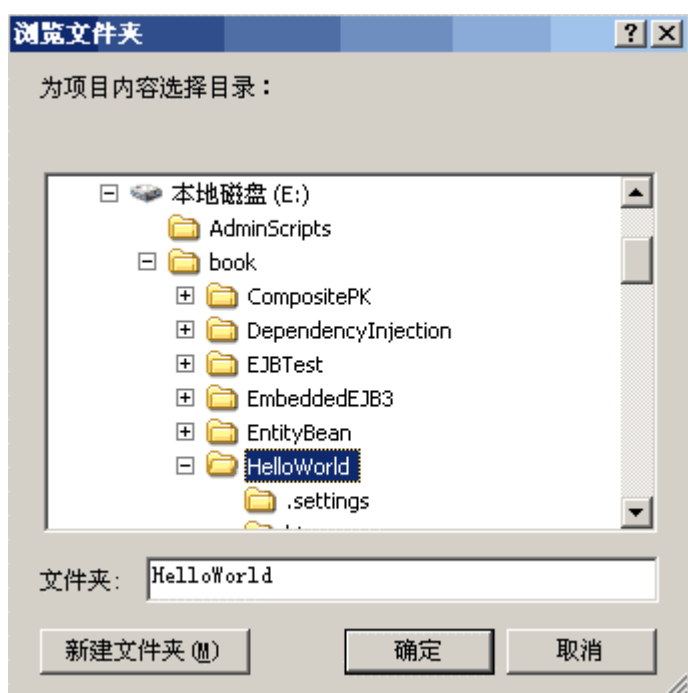 浏览文件夹
为项目内容选择目录：
本地磁盘 (E:)
AdminScripts
book
CompositePK
DependencyInjection
EJBTest
EmbeddedEJB3
EntityBean
HelloWorld
.settings
文件夹: HelloWorld
新建文件夹(M) 确定 取消